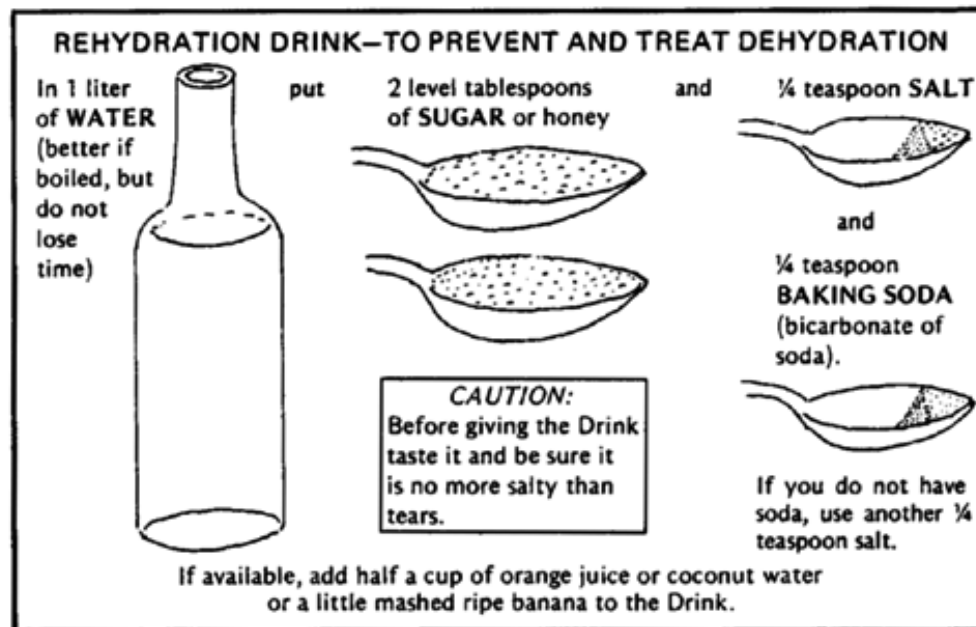 REHYDRATION DRINK—TO PREVENT AND TREAT DEHYDRATION
In 1 liter
of WATER
(better if
boiled, but
do not
lose
time)
put
2 level tablespoons
of SUGAR or honey
and
¼ teaspoon SALT
and
¼ teaspoon
BAKING SODA
(bicarbonate of
soda).
CAUTION:
Before giving the Drink
taste it and be sure it
is no more salty than
tears.
If you do not have
soda, use another ¼
teaspoon salt.
If available, add half a cup of orange juice or coconut water
or a little mashed ripe banana to the Drink.